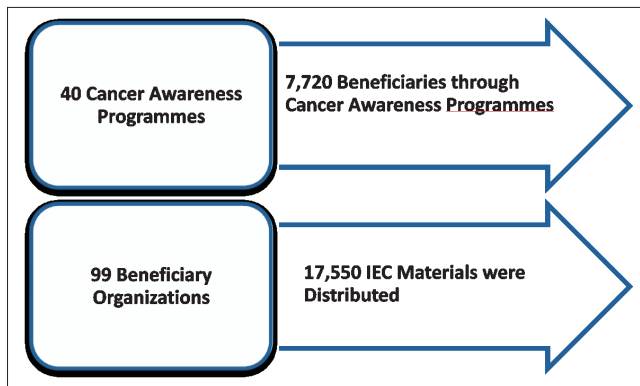 40 Cancer Awareness
Programmes
7,720 Beneficiaries through
Cancer Awareness Programmes
99 Beneficiary
Organizations
17,550 IEC Materials were
Distributed